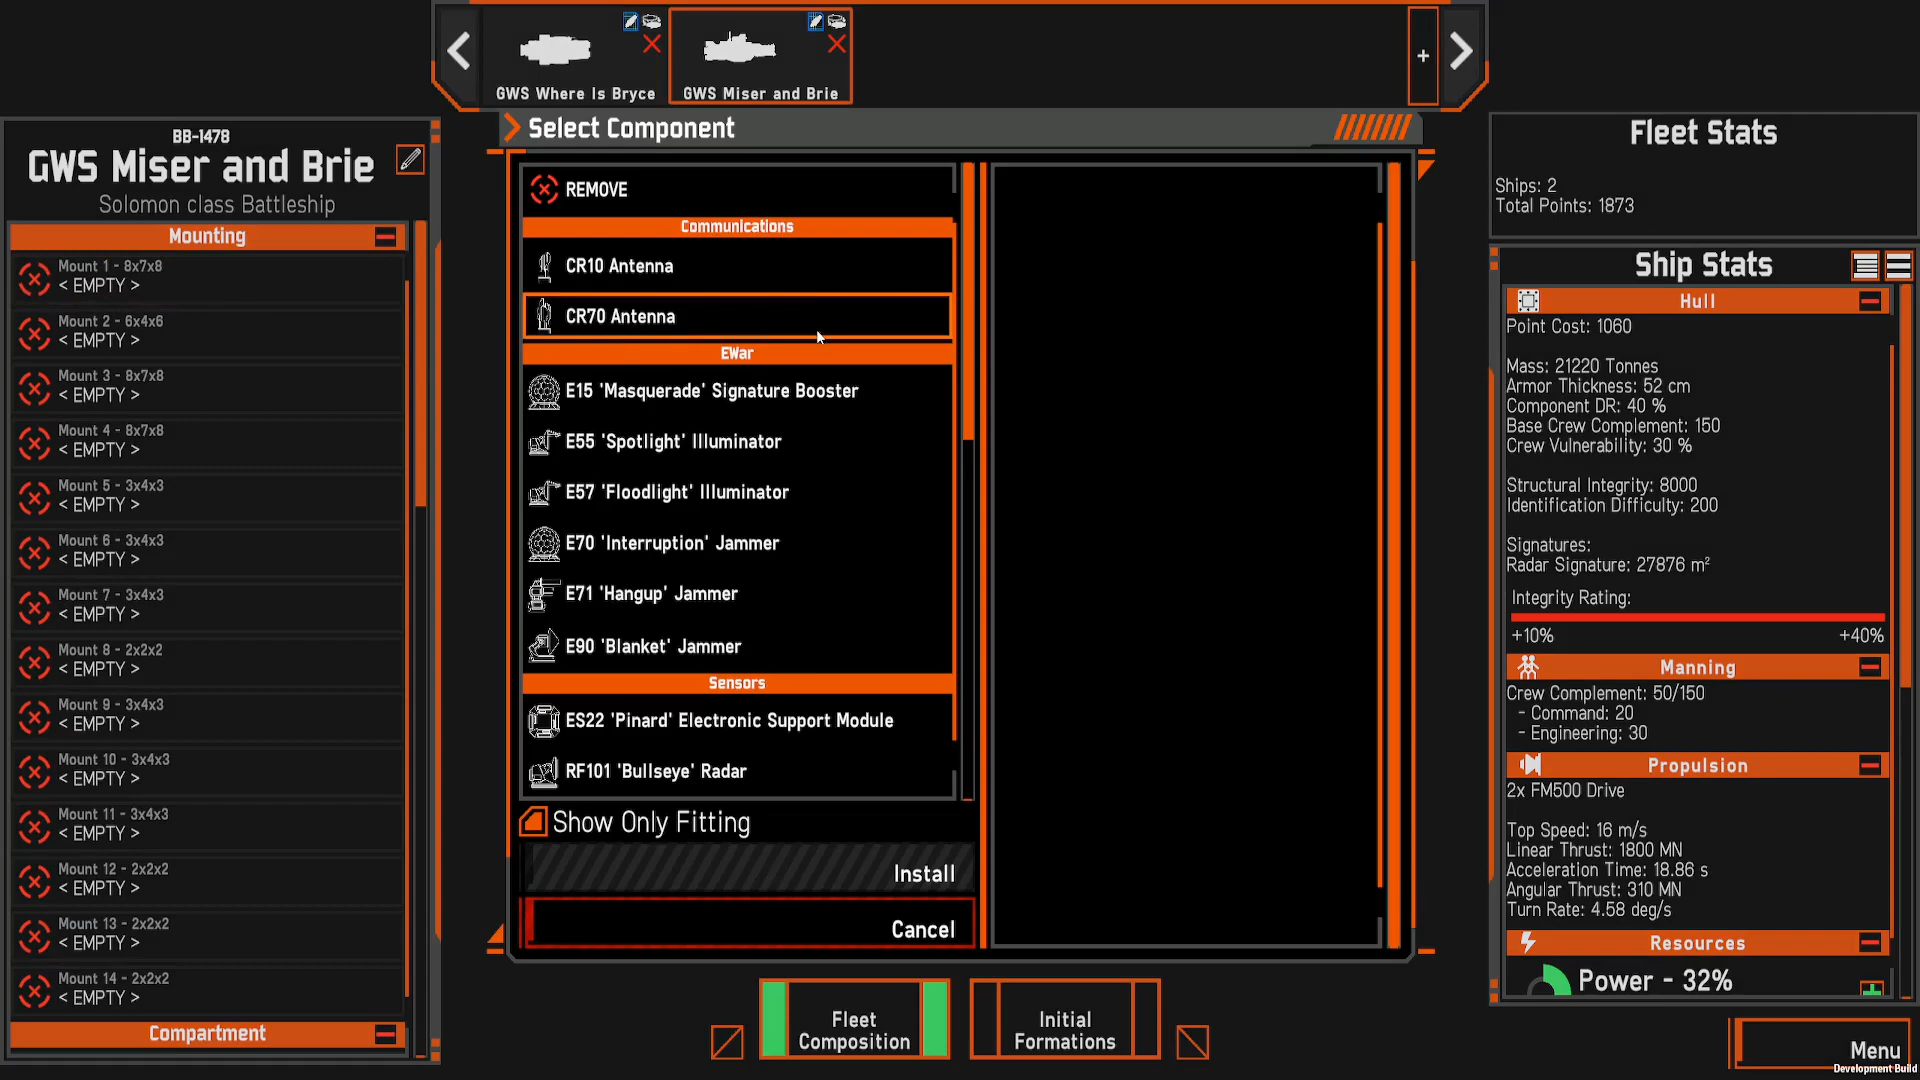 GWS Where Is Bryce
GWS Miser and Brie
+
BB-1478
GWS Miser and Brie
Solomon class Battleship
Mounting
Mount 1 - 8x7x8
< EMPTY >
Mount 2 - 6x4x6
< EMPTY >
Mount 3 - 8x7x8
< EMPTY >
Mount 4 - 8x7x8
< EMPTY >
Mount 5 - 3x4x3
< EMPTY >
Mount 6 - 3x4x3
< EMPTY >
Mount 7 - 3x4x3
< EMPTY >
Mount 8 - 2x2x2
< EMPTY >
Mount 9 - 3x4x3
< EMPTY >
Mount 10 - 3x4x3
< EMPTY >
Mount 11 - 3x4x3
< EMPTY >
Mount 12 - 2x2x2
< EMPTY >
Mount 13 - 2x2x2
< EMPTY >
Mount 14 - 2x2x2
< EMPTY >
Compartment
Select Component
REMOVE
Communications
CR10 Antenna
CR70 Antenna
EWar
E15 'Masquerade' Signature Booster
E55 'Spotlight' Illuminator
E57 'Floodlight' Illuminator
E70 'Interruption' Jammer
E71 'Hangup' Jammer
E90 'Blanket' Jammer
Sensors
ES22 'Pinard' Electronic Support Module
RF101 'Bullseye' Radar
Show Only Fitting
Install
Cancel
Fleet Composition
Initial Formations
Fleet Stats
Ships: 2
Total Points: 1873
Ship Stats
Hull
Point Cost: 1060
Mass: 21220 Tonnes
Armor Thickness: 52 cm
Component DR: 40 %
Base Crew Complement: 150
Crew Vulnerability: 30 %
Structural Integrity: 8000
Identification Difficulty: 200
Signatures:
Radar Signature: 27876 m²
Integrity Rating:
+10% +40%
Manning
Crew Complement: 50/150
- Command: 20
- Engineering: 30
Propulsion
2x FM500 Drive
Top Speed: 16 m/s
Linear Thrust: 1800 MN
Acceleration Time: 18.86 s
Angular Thrust: 310 MN
Turn Rate: 4.58 deg/s
Resources
Power - 32%
Menu
Development Build